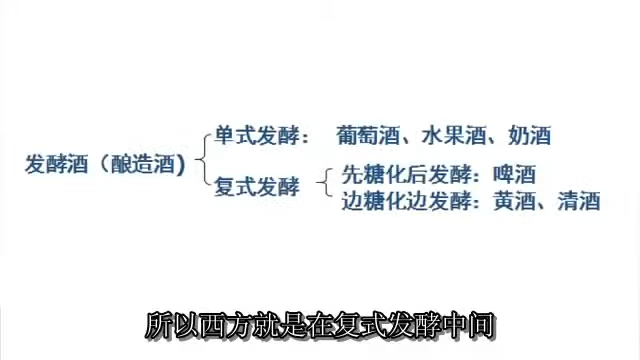 单式发酵： 葡萄酒、水果酒、奶酒
发酵酒（酿造酒)
复式发酵
先糖化后发酵：啤酒
边糖化边发酵：黄酒、清酒
所以西方就是在复式发酵中间